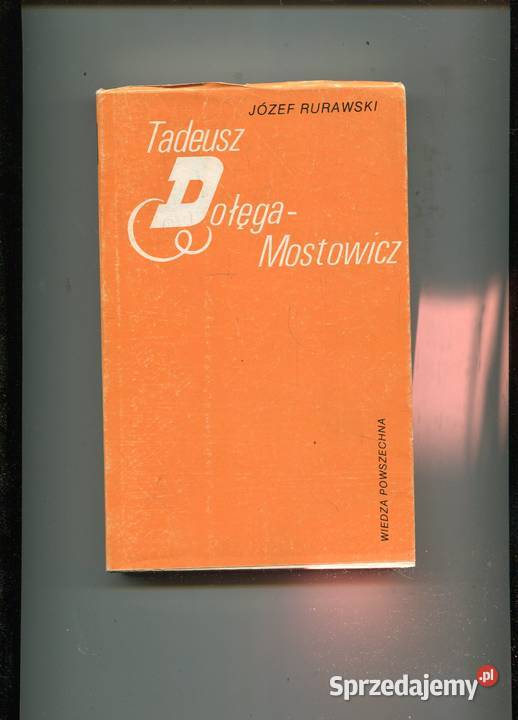 JÓZEF RURAWSKI
Tadeusz
Dołęga-
Mostowicz
WIEDZA POWSZECHNA
Sprzedajemy.pl